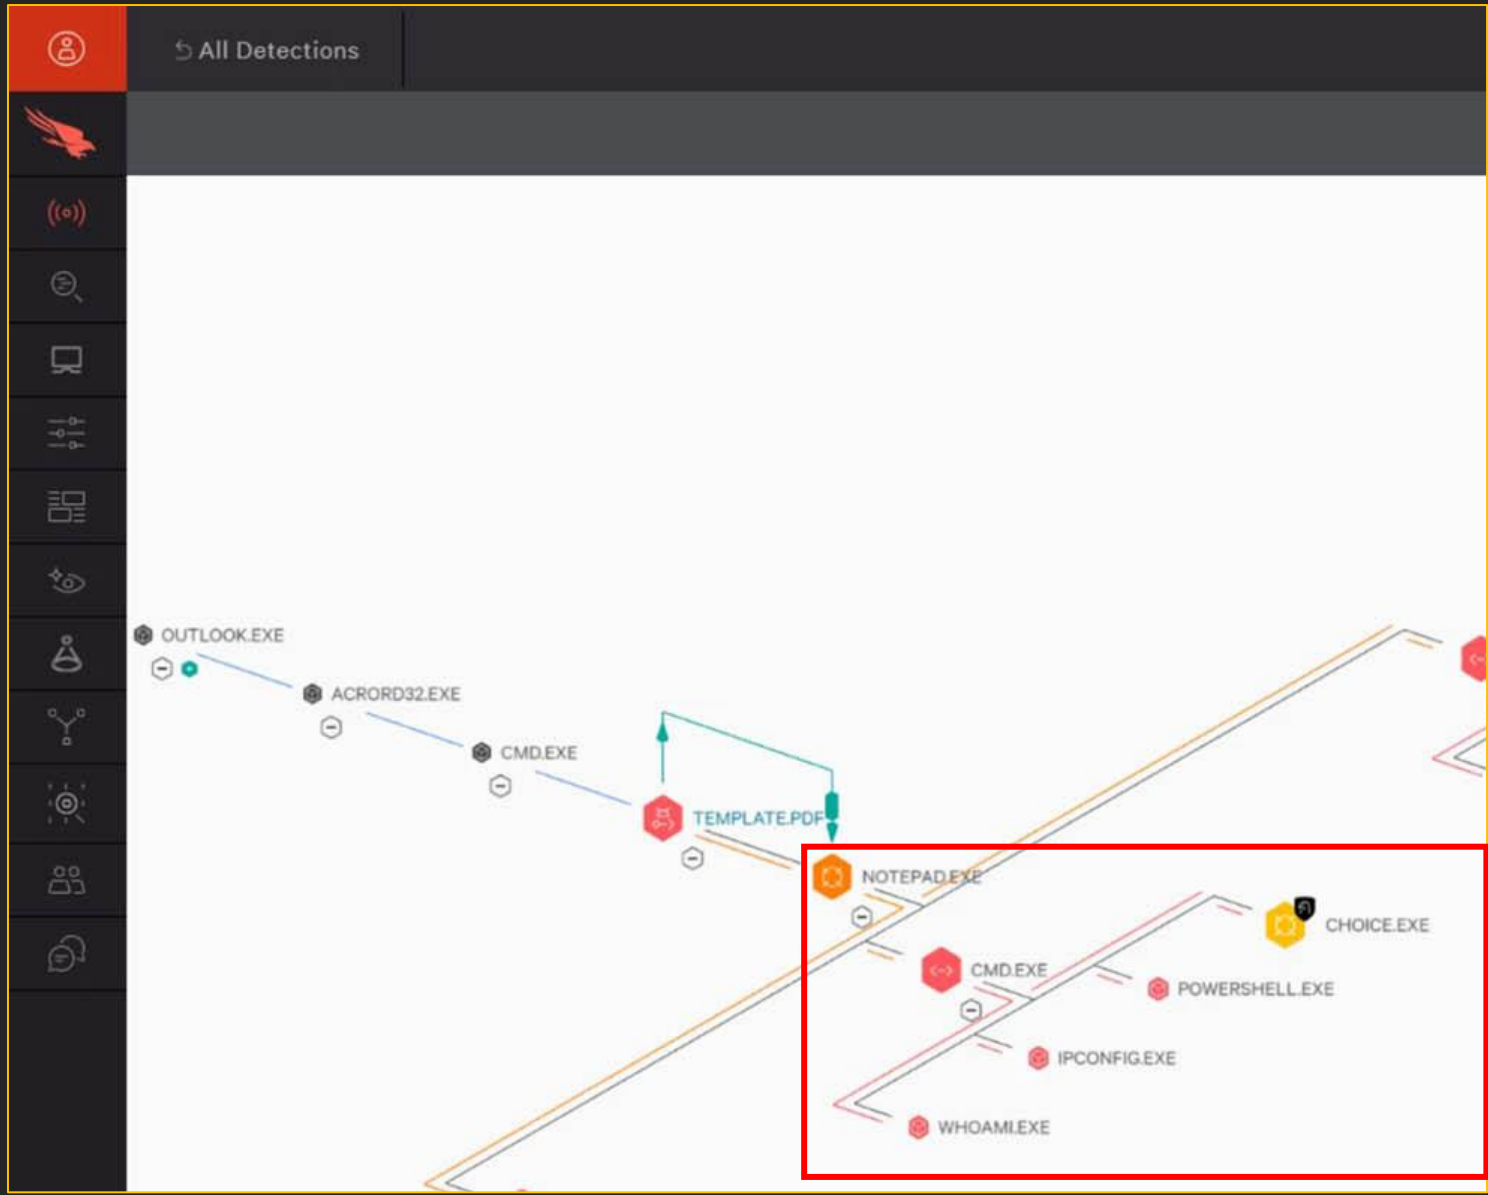 All Detections
OUTLOOK.EXE
ACRORD32.EXE
CMD.EXE
TEMPLATE.PDF
NOTEPAD.EXE
CHOICE.EXE
CMD.EXE
POWERSHELL.EXE
IPCONFIG.EXE
WHOAMI.EXE